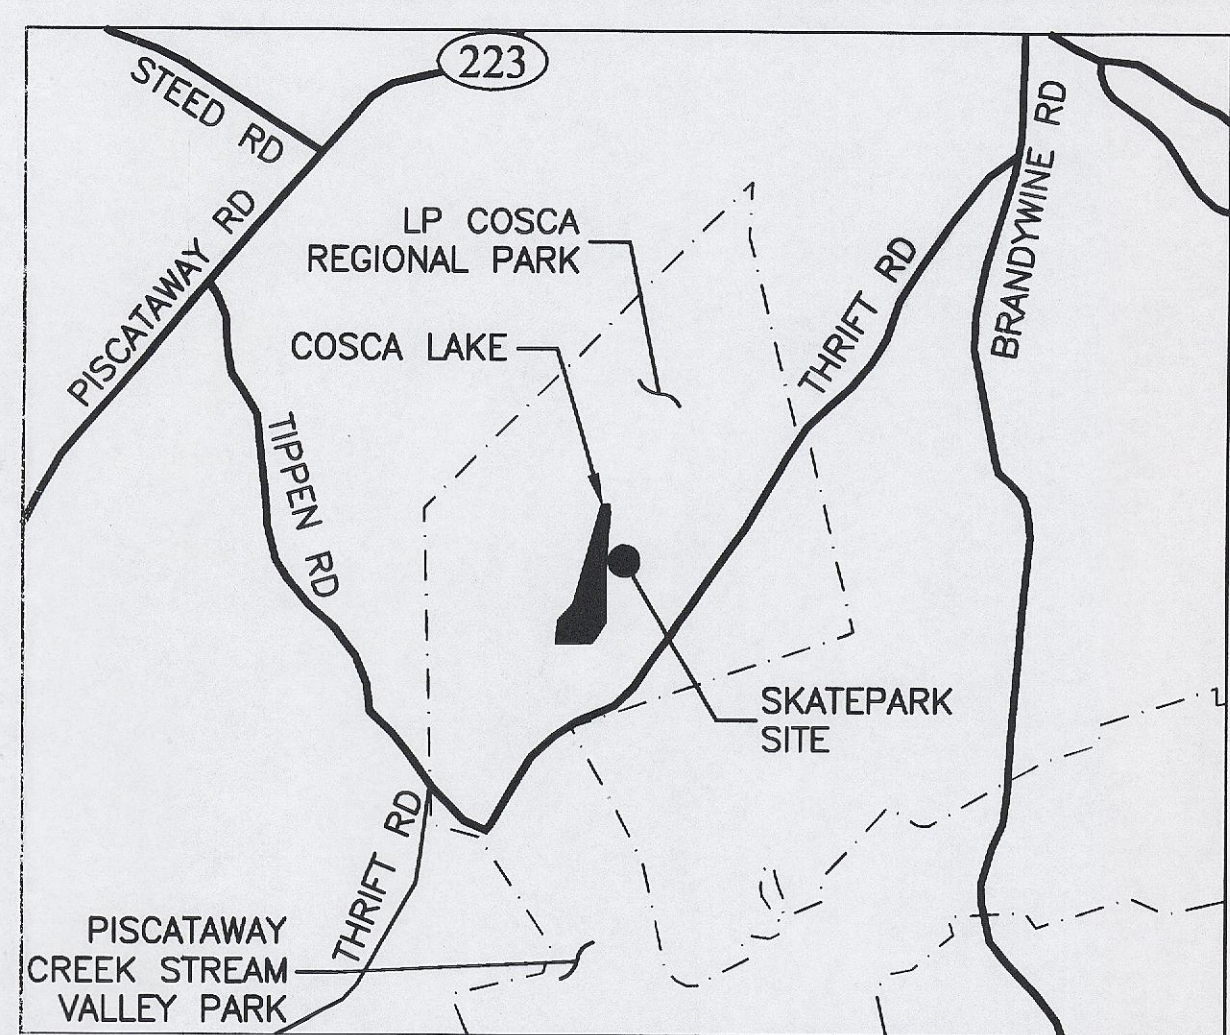 223
STEED RD
PISCATAWAY RD
BRANDYWINE RD
LP COSCA
REGIONAL PARK
THRIFT RD
COSCA LAKE
TIPPEN RD
SKATEPARK
SITE
THRIFT RD
PISCATAWAY
CREEK STREAM
VALLEY PARK